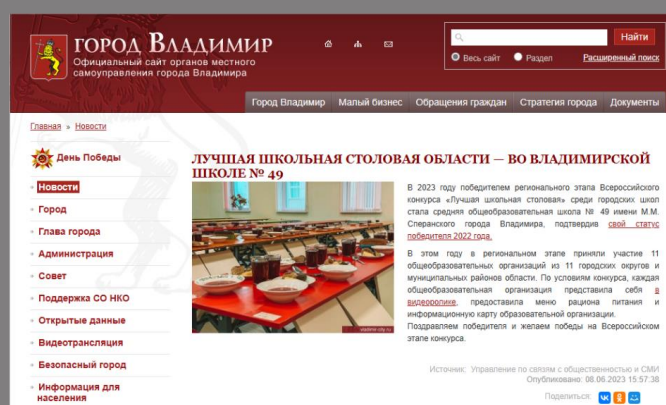 ГОРОД ВЛАДИМИР
Официальный сайт органов местного
самоуправления города Владимира
Найти
Весь сайт
Раздел
Расширенный поиск
Город Владимир
Малый бизнес
Обращения граждан
Стратегия города
Документы
Главная » Новости
День Победы
Новости
Город
Глава города
Администрация
Совет
Поддержка СО НКО
Открытые данные
Видеотрансляция
Безопасный город
Информация для
населения
ЛУЧШАЯ ШКОЛЬНАЯ СТОЛОВАЯ ОБЛАСТИ — ВО ВЛАДИМИРСКОЙ
ШКОЛЕ № 49
vladimir-city.ru
В 2023 году победителем регионального этапа Всероссийского
конкурса «Лучшая школьная столовая» среди городских школ
стала средняя общеобразовательная школа № 49 имени М.М.
Сперанского города Владимира, подтвердив свой статус
победителя 2022 года.
В этом году в региональном этапе приняли участие 11
общеобразовательных организаций из 11 городских округов и
муниципальных районов области. По условиям конкурса, каждая
общеобразовательная организация представила себя в
видеоролике, предоставила меню рациона питания и
информационную карту образовательной организации.
Поздравляем победителя и желаем победы на Всероссийском
этапе конкурса.
Источник: Управление по связям с общественностью и СМИ
Опубликовано: 08.06.2023 15:57:38
Поделиться: